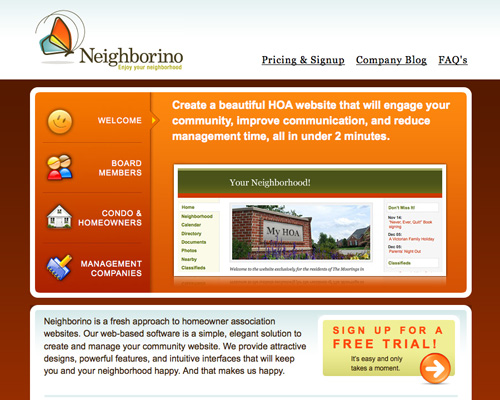 Neighborino
Enjoy your neighborhood
Pricing & Signup Company Blog FAQ's
WELCOME
BOARD
MEMBERS
CONDO &
HOMEOWNERS
MANAGEMENT
COMPANIES
Create a beautiful HOA website that will engage your
community, improve communication, and reduce
management time, all in under 2 minutes.
Your Neighborhood!
Home
Neighborhood
Calendar
Directory
Documents
Photos
Nearby
Classifieds
My HOA
Welcome to the website exclusively for the residents of The Moorings in
Don't Miss It!
Nov 14:
"Never, Ever, Quit!" Book
signing
Dec 05:
A Victorian Family Holiday
Dec 05:
Parents Night Out
Classifieds
Neighborino is a fresh approach to homeowner association
websites. Our web-based software is a simple, elegant solution to
create and manage your community website. We provide attractive
designs, powerful features, and intuitive interfaces that will keep
you and your neighborhood happy. And that makes us happy.
SIGN UP FOR A
FREE TRIAL!
It's easy and only
takes a moment.